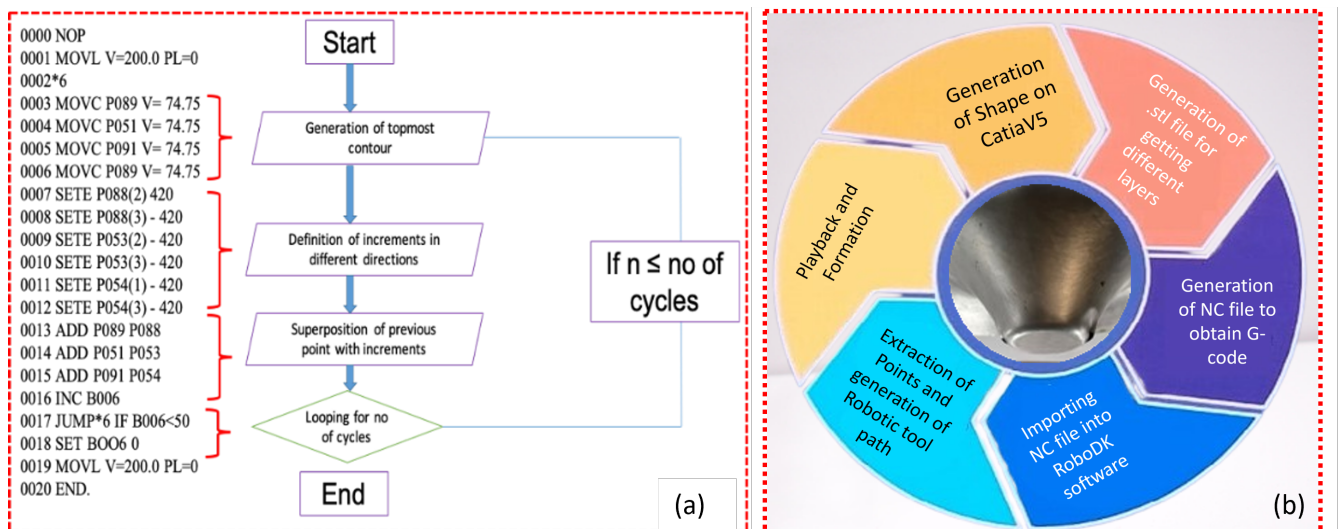 0000 NOP
0001 MOVL V=200.0 PL=0
0002*6
0003 MOVC P089 V= 74.75
0004 MOVC P051 V= 74.75
0005 MOVC P091 V= 74.75
0006 MOVC P089 V= 74.75
0007 SETE P088(2) 420
0008 SETE P088(3) - 420
0009 SETE P053(2) - 420
0010 SETE P053(3) - 420
0011 SETE P054(1) - 420
0012 SETE P054(3) - 420
0013 ADD P089 P088
0014 ADD P051 P053
0015 ADD P091 P054
0016 INC B006
0017 JUMP*6 IF B006<50
0018 SET BOO6 0
0019 MOVL V=200.0 PL=0
0020 END.
Start
Generation of topmost
contour
Definition of increments in
different directions
Superposition of previous
point with increments
Looping for no
of cycles
End
If n ≤ no of
cycles
(a)
Generation
of Shape on
CatiaV5
Generation of
.stl file for
getting
different
layers
Generation
of NC file to
obtain G-
code
Importing
NC file into
RoboDK
software
Extraction of
Points and
generation of
Robotic tool
path
Playback and
Formation
(b)